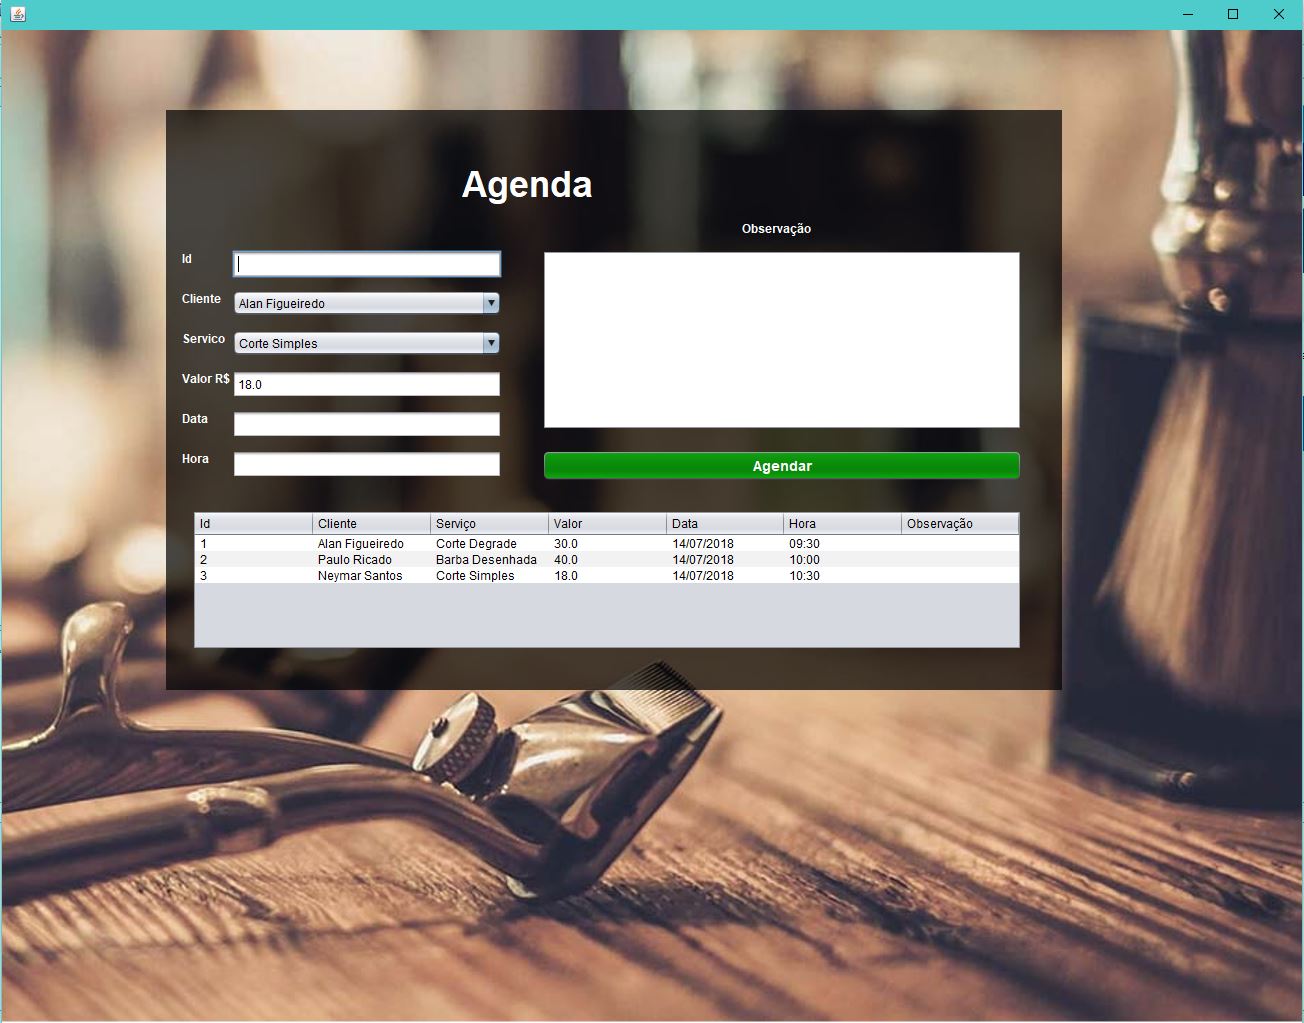 Agenda
Observação
Id
Cliente Alan Figueiredo
Servico Corte Simples
Valor R$ 18.0
Data
Hora
Agendar
Id Cliente Serviço Valor Data Hora Observação
1 Alan Figueiredo Corte Degrade 30.0 14/07/2018 09:30
2 Paulo Ricado Barba Desenhada 40.0 14/07/2018 10:00
3 Neymar Santos Corte Simples 18.0 14/07/2018 10:30